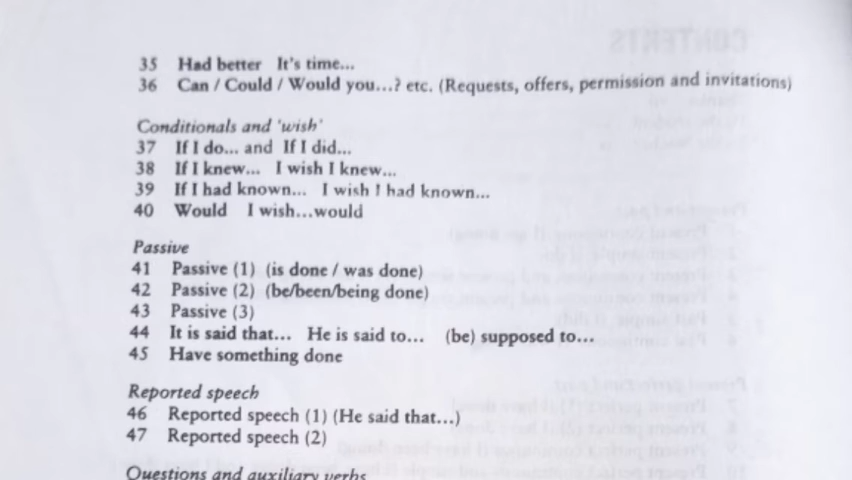 35 Had better It's time...
36 Can / Could / Would you...? etc. (Requests, offers, permission and invitations)
Conditionals and 'wish'
37 If I do... and If I did...
38 If I knew... I wish I knew...
39 If I had known... I wish I had known...
40 Would I wish...would
Passive
41 Passive (1) (is done / was done)
42 Passive (2) (be/been/being done)
43 Passive (3)
44 It is said that... He is said to... (be) supposed to...
45 Have something done
Reported speech
46 Reported speech (1) (He said that...)
47 Reported speech (2)
Questions and auxiliary verbs
CONTENTS